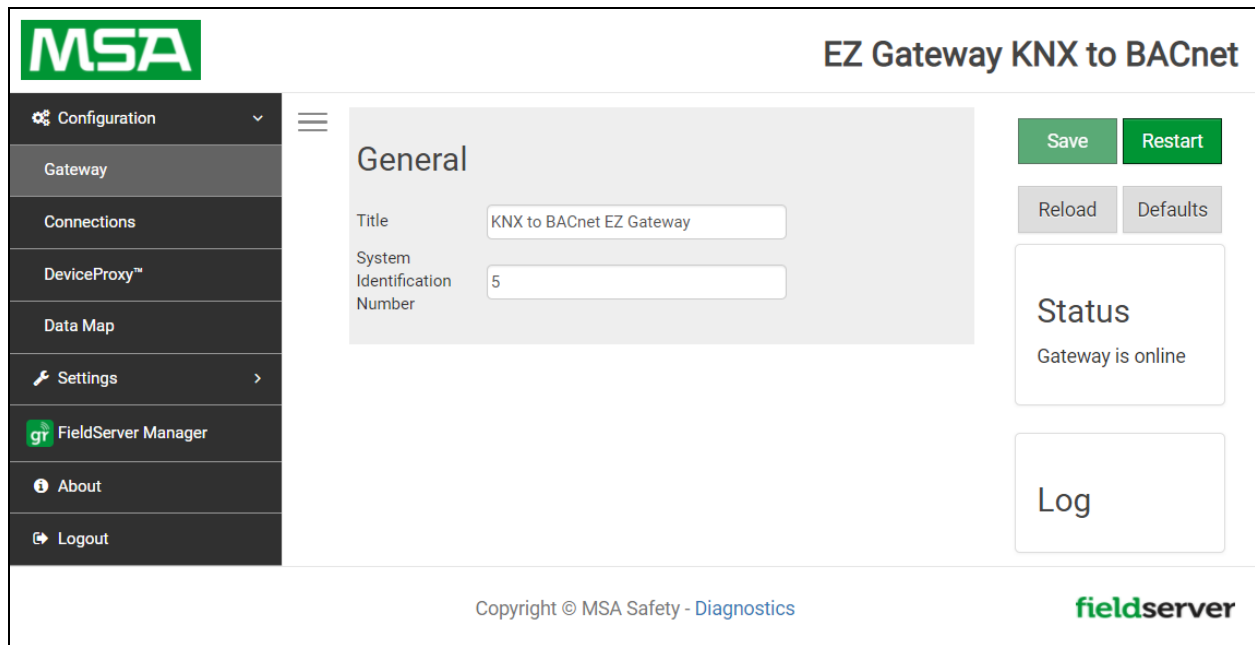 MSA
EZ Gateway KNX to BACnet
Configuration
Gateway
Connections
DeviceProxy™
Data Map
Settings
gr FieldServer Manager
About
Logout
General
Title
KNX to BACnet EZ Gateway
System
Identification
Number
5
Save
Restart
Reload
Defaults
Status
Gateway is online
Log
Copyright © MSA Safety - Diagnostics
fieldserver